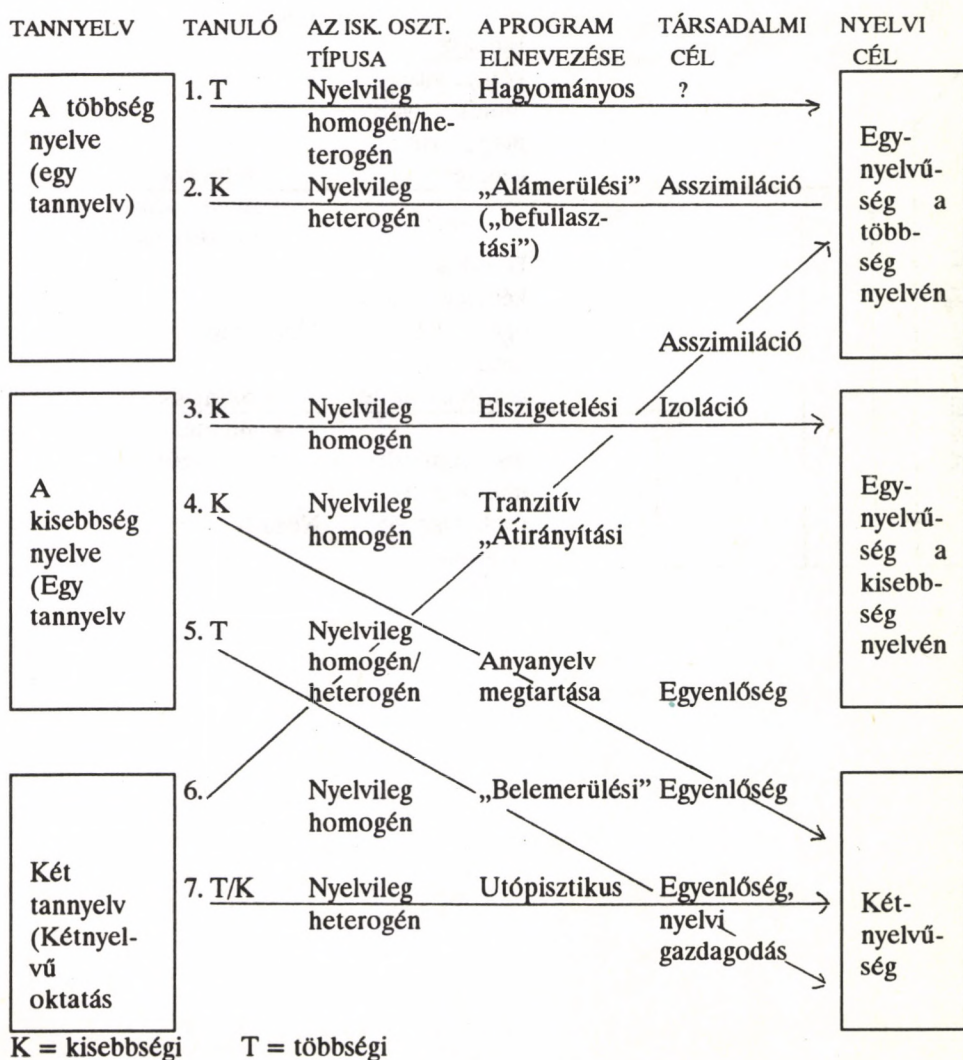 TANNYELV TANULÓ AZ ISK. OSZT. A PROGRAM TÁRSADALMI NYELVI
TÍPUSA ELNEVEZÉSE CÉL CÉL
A többség
nyelve
(egy
tannyelv)
1. T Nyelvileg Hagyományos ?
homogén/he-
terogén
2. K Nyelvileg „Alámerülési” Asszimiláció
heterogén („befullasz-
tási”)
Asszimiláció
Egy-
nyelvű-
ség a
több-
ség
nyelvén
A
kisebbség
nyelve
(Egy
tannyelv
3. K Nyelvileg Elszigetelési Izoláció
homogén
4. K Nyelvileg Tranzitív
homogén „Átirányítási
5. T Nyelvileg
homogén/ Anyanyelv
heterogén megtartása Egyenlőség
Egy-
nyelvű-
ség a
kisebb-
ség
nyelvén
Két
tannyelv
(Kétnyel-
vű
oktatás
6. Nyelvileg „Belemerülési” Egyenlőség
homogén
7. T/K Nyelvileg Utópisztikus Egyenlőség,
heterogén nyelvi
gazdagodás
Két-
nyelvű-
ség
K = kisebbségi T = többségi